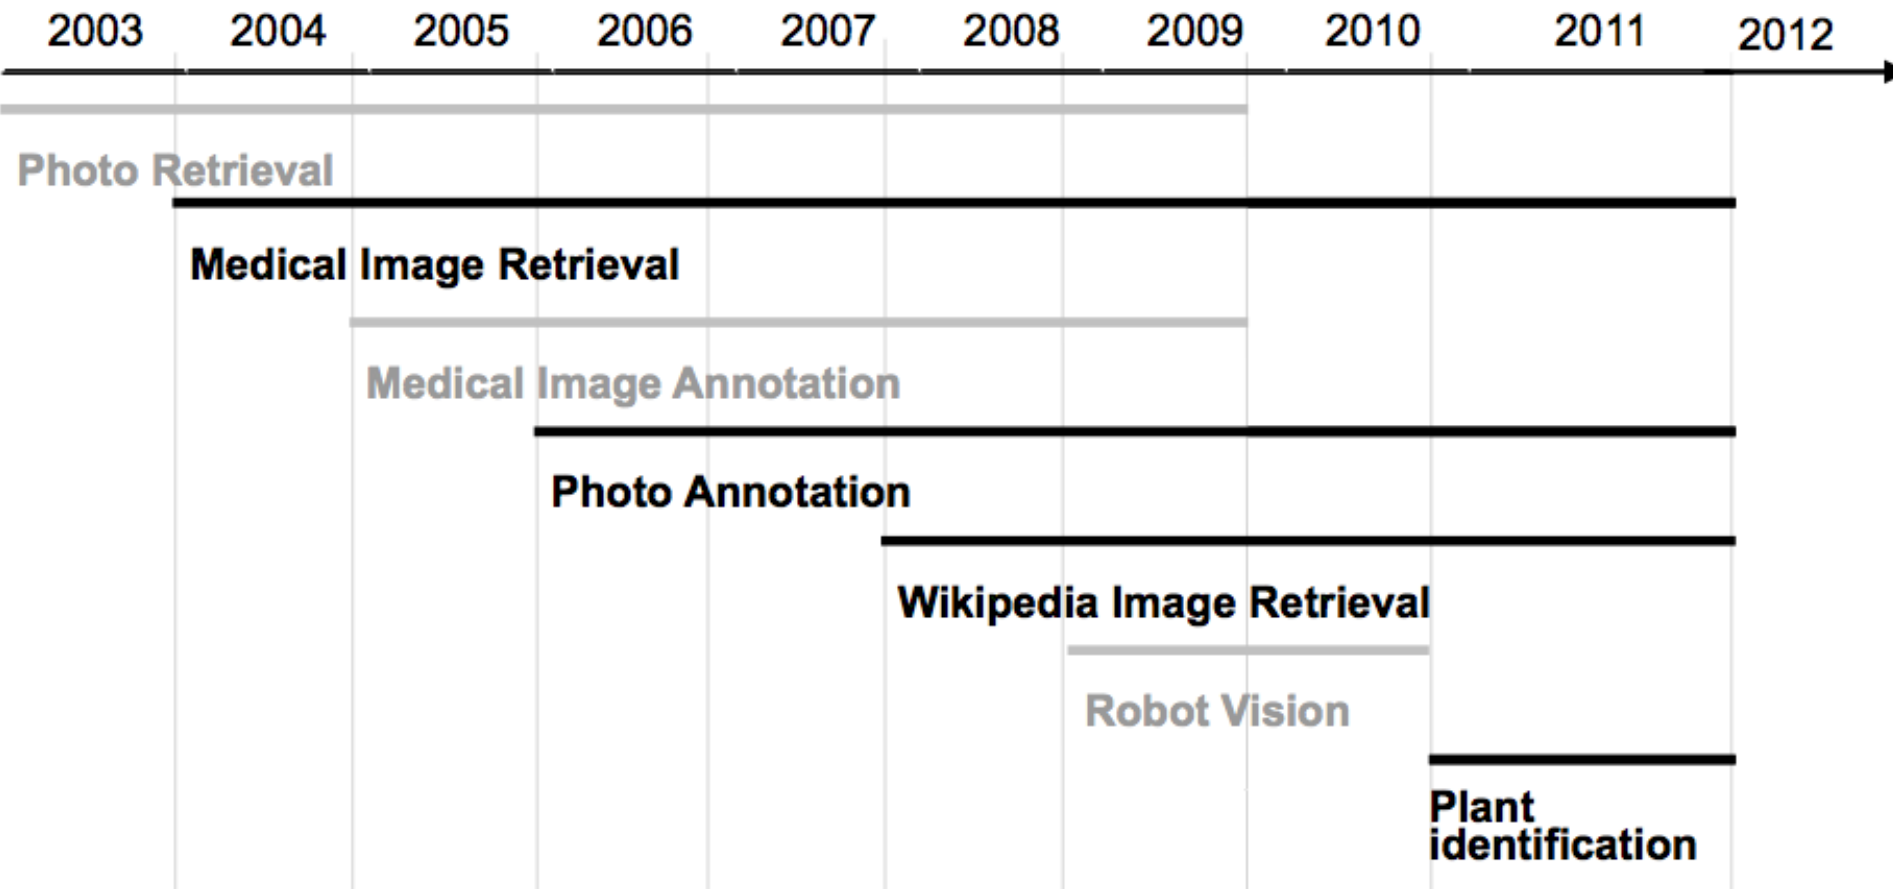 2003 2004 2005 2006 2007 2008 2009 2010 2011 2012
Photo Retrieval
Medical Image Retrieval
Medical Image Annotation
Photo Annotation
Wikipedia Image Retrieval
Robot Vision
Plant
identification